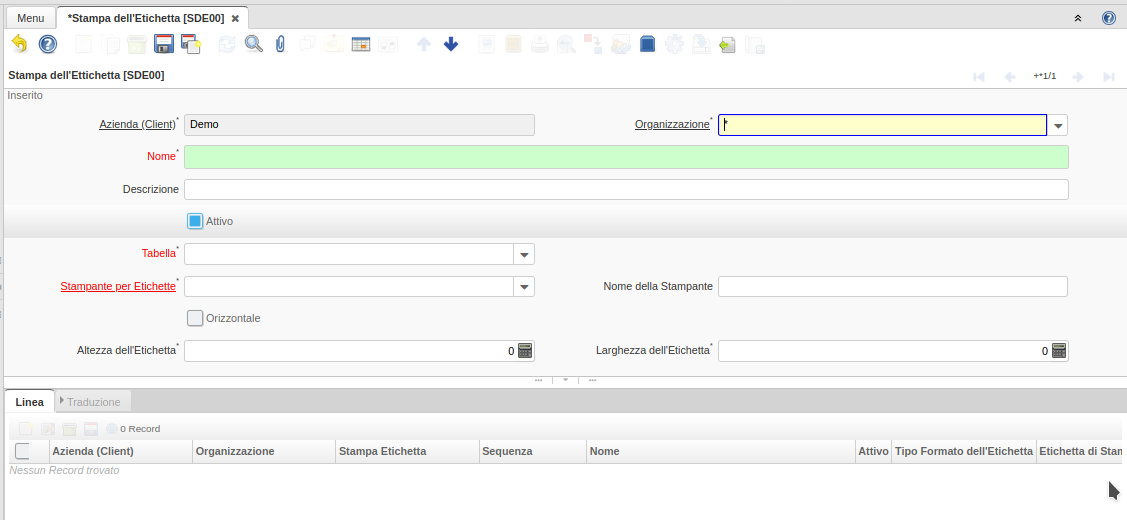 Menu *Stampa dell'Etichetta [SDE00]
Stampa dell'Ettichetta [SDE00] +*1/1
Inserito
Azienda (Client)* Demo Organizzazione* *
Nome*
Descrizione
Attivo
Tabella*
Stampante per Etichette* Nome della Stampante
Orizzontale
Altezza dell'Etichetta* 0 Larghezza dell'Etichetta* 0
Linea Traduzione
0 Record
Azienda (Client) Organizzazione Stampa Etichetta Sequenza Nome Attivo Tipo Formato dell'Etichetta Etichetta di Stam
Nessun Record trovato